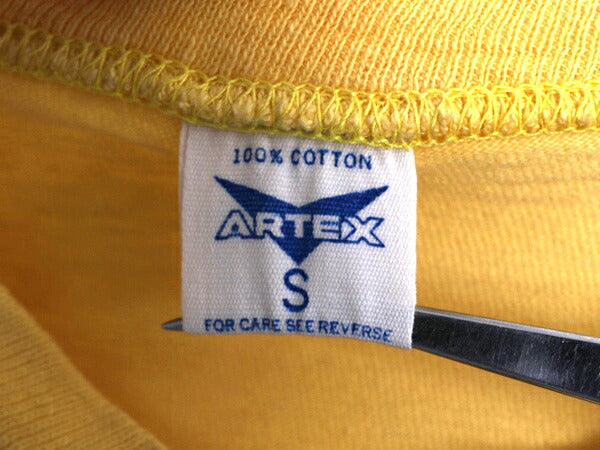 100% COTTON
ARTEX
S
FOR CARE SEE REVERSE